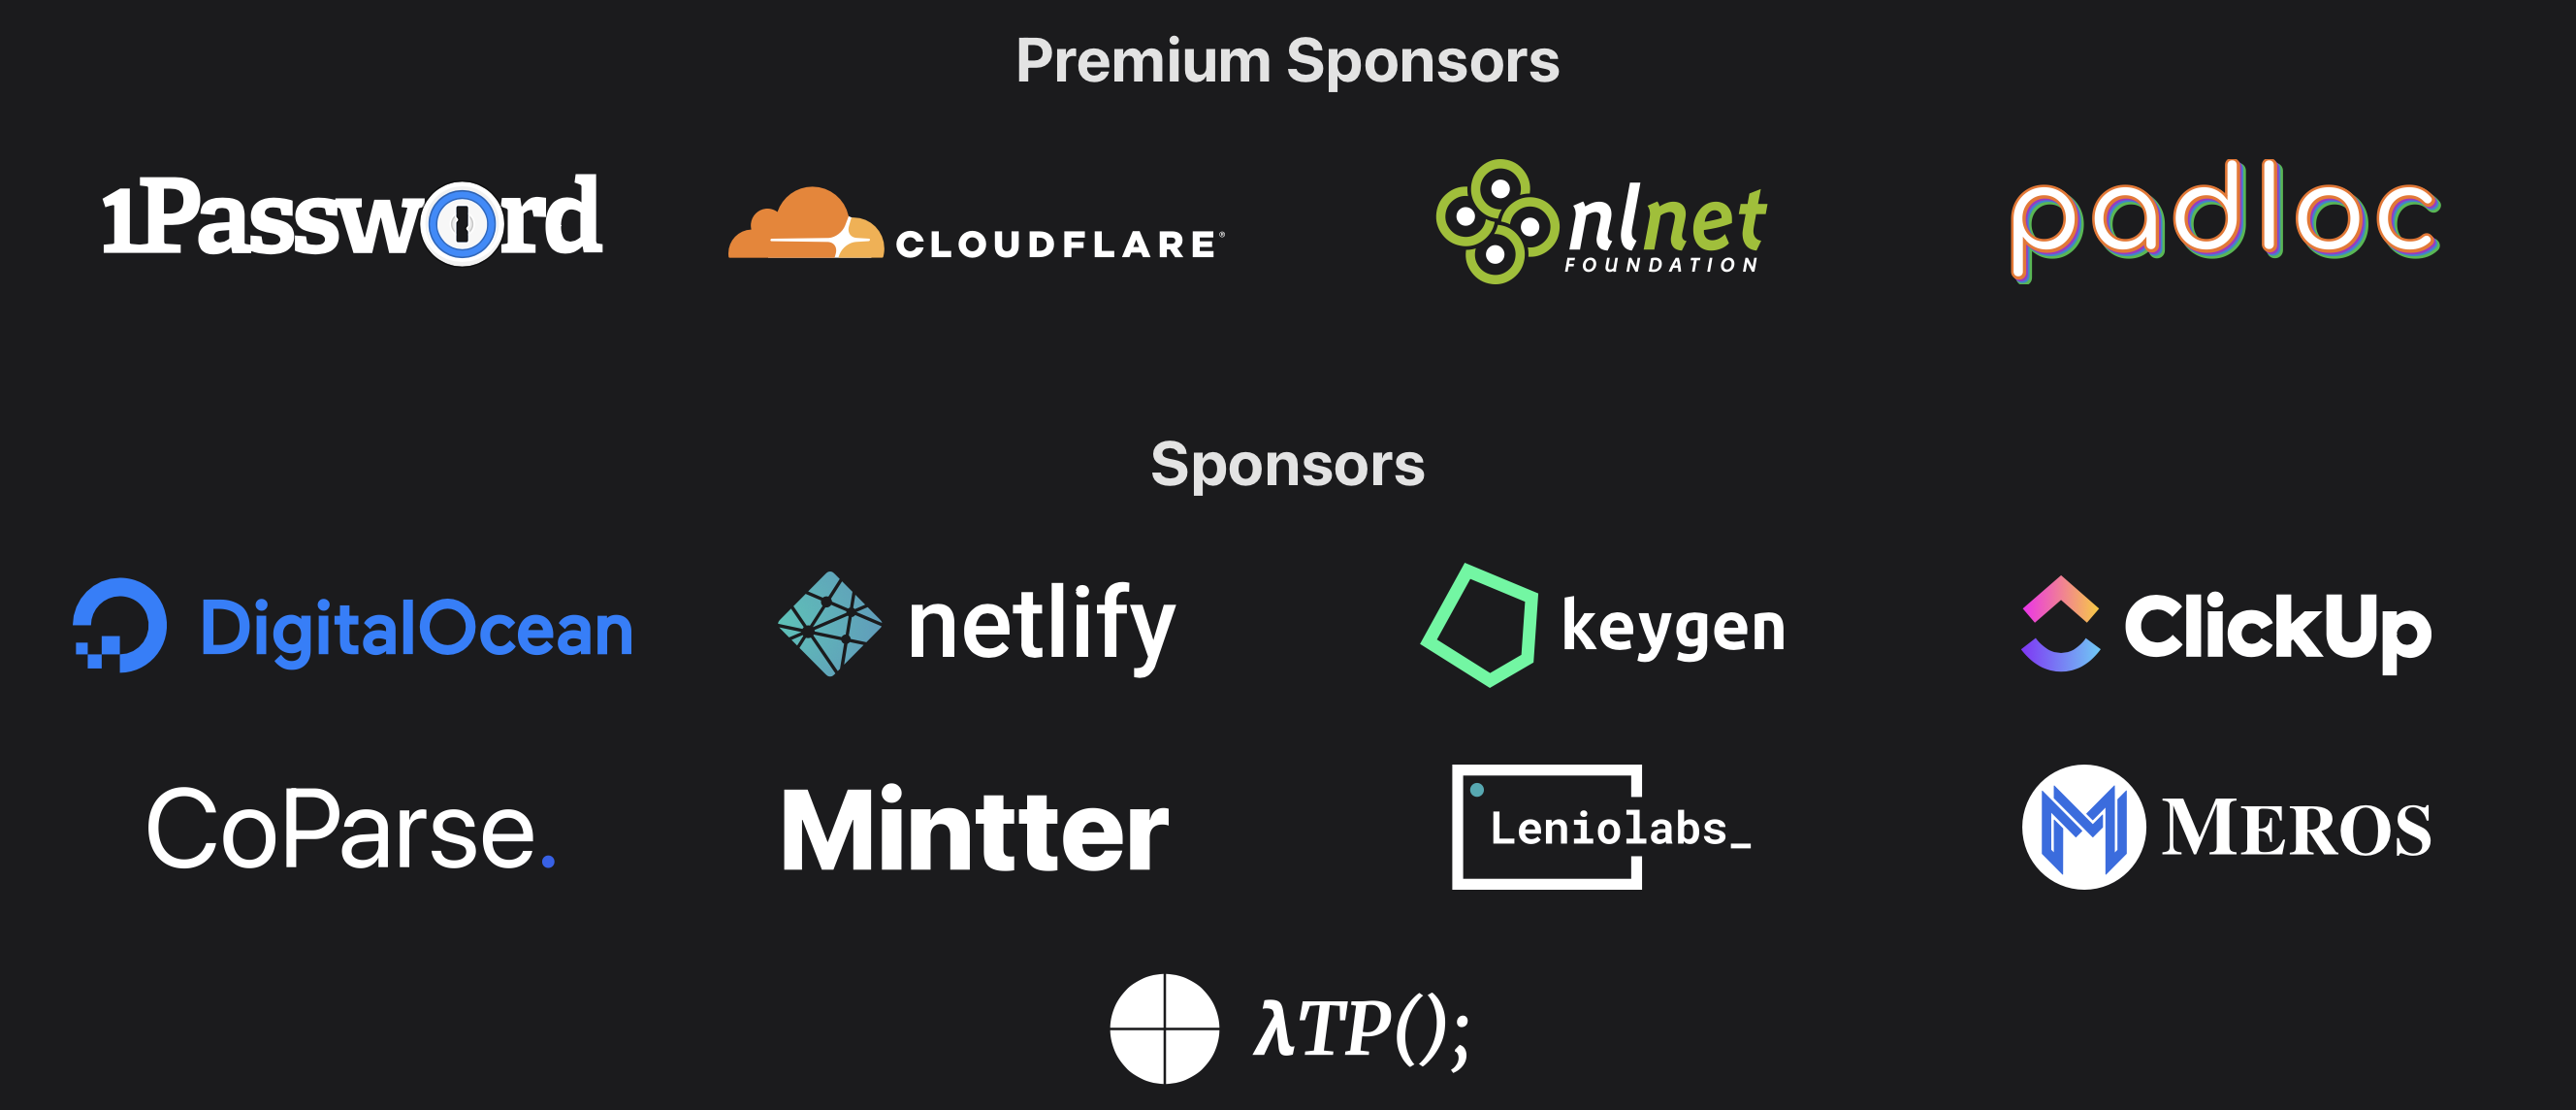 Premium Sponsors
1Password
CLOUDFLARE®
nlnet
FOUNDATION
padloc
Sponsors
DigitalOcean
netlify
keygen
ClickUp
CoParse.
Mintter
Leniolabs_
MEROS
λTP();